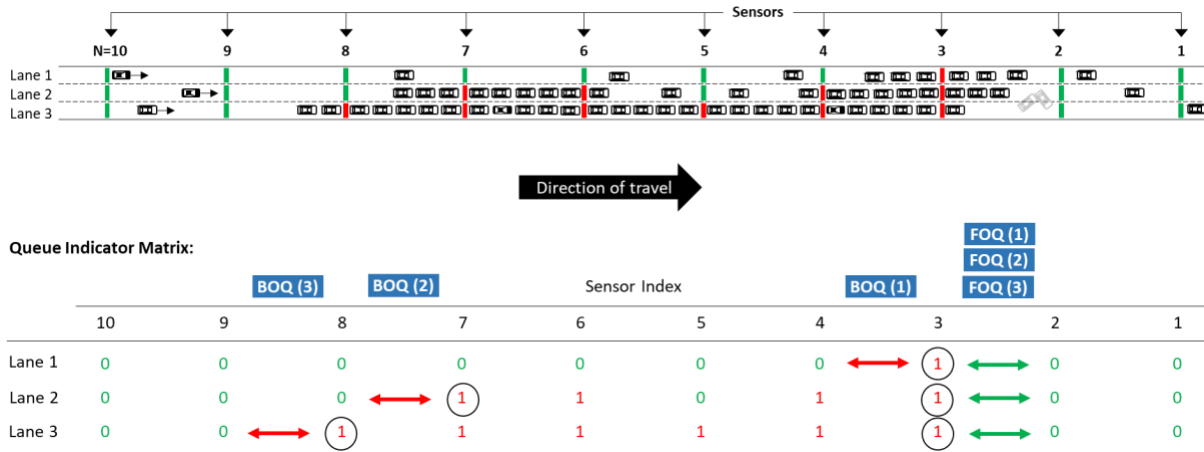 Sensors
N=10 9 8 7 6 5 4 3 2 1
Lane 1
Lane 2
Lane 3
Direction of travel
Queue Indicator Matrix:
FOQ (1)
FOQ (2)
BOQ (3) BOQ (2) Sensor Index BOQ (1) FOQ (3)
10 9 8 7 6 5 4 3 2 1
Lane 1 0 0 0 0 0 0 0 1 0 0
Lane 2 0 0 0 1 1 0 1 1 0 0
Lane 3 0 0 1 1 1 1 1 1 0 0